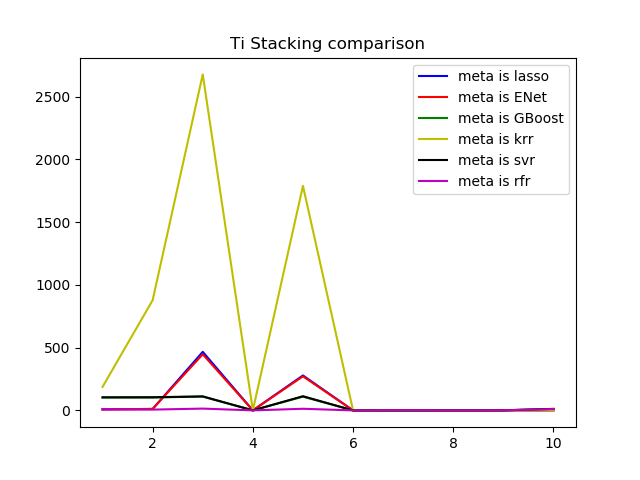 Ti Stacking comparison
meta is lasso
meta is ENet
meta is GBoost
meta is krr
meta is svr
meta is rfr
2500
2000
1500
1000
500
0
2 4 6 8 10